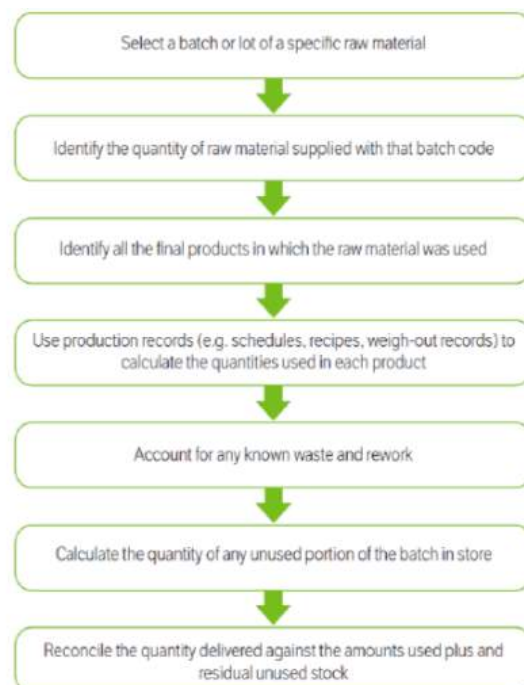 Select a batch or lot of a specific raw material
Identify the quantity of raw material supplied with that batch code
Identify all the final products in which the raw material was used
Use production records (e.g. schedules, recipes, weigh-out records) to
calculate the quantities used in each product
Account for any known waste and rework
Calculate the quantity of any unused portion of the batch in store
Reconcile the quantity delivered against the amounts used plus and
residual unused stock